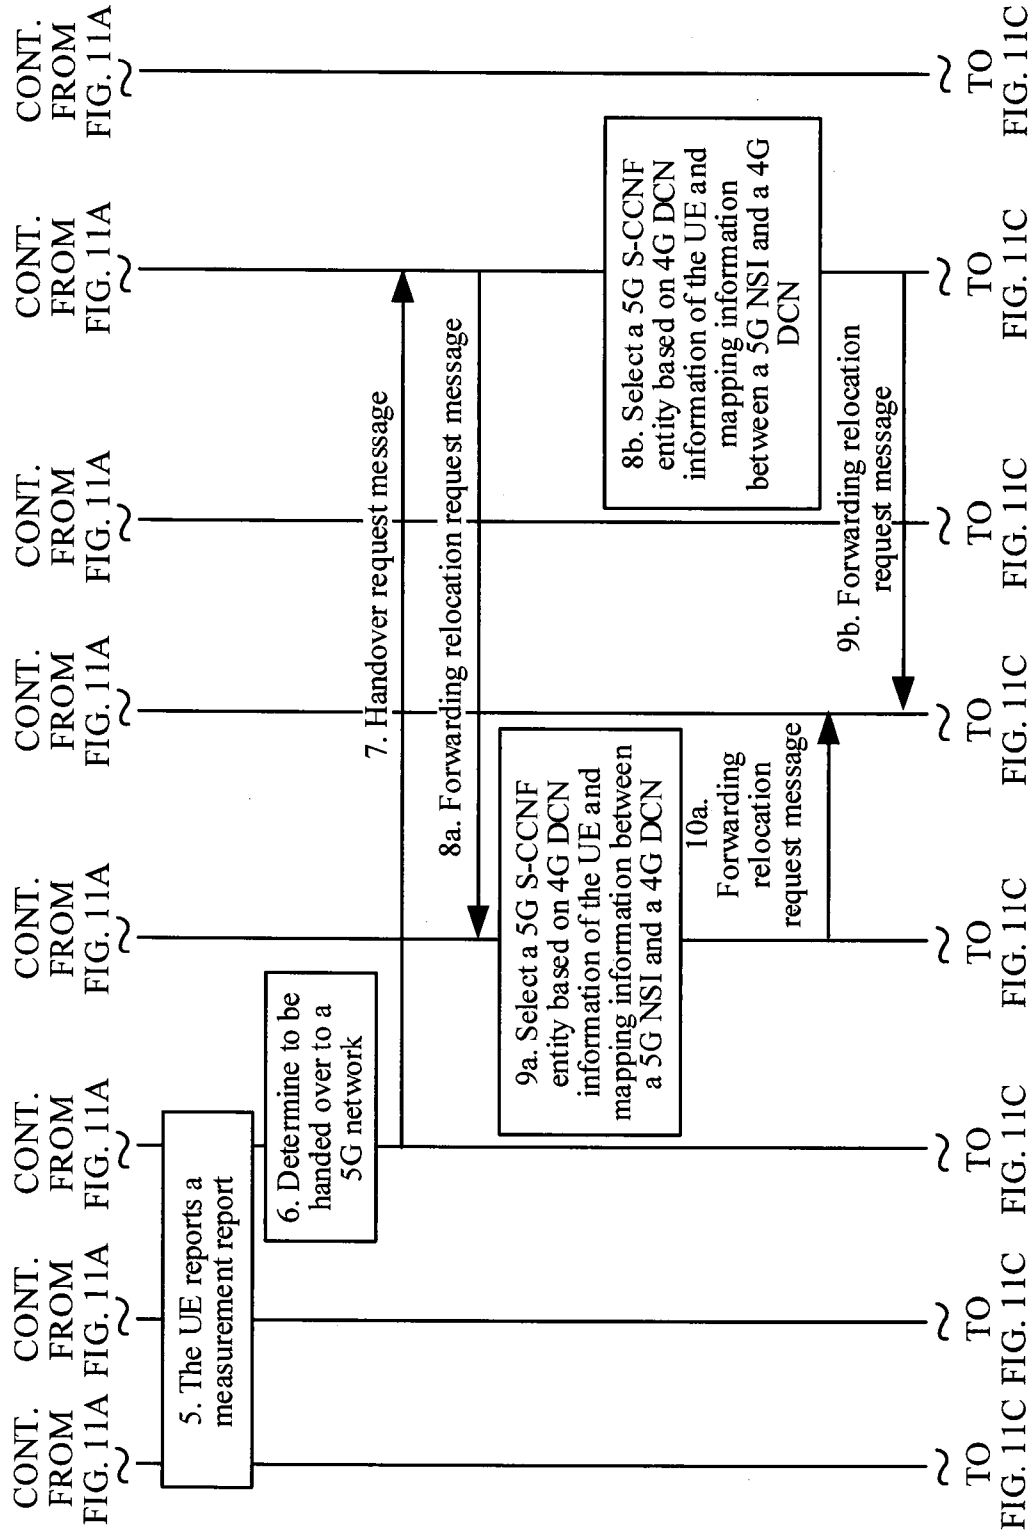 CONT.
FROM
FIG. 11A
CONT.
FROM
FIG. 11A
CONT.
FROM
FIG. 11A
CONT.
FROM
FIG. 11A
CONT.
FROM
FIG. 11A
CONT.
FROM
FIG. 11A
CONT.
FROM
FIG. 11A
CONT.
FROM
FIG. 11A
5. The UE reports a
measurement report
6. Determine to be
handed over to a
5G network
7. Handover request message
8a. Forwarding relocation request message
9a. Select a 5G S-CCNF
entity based on 4G DCN
information of the UE and
mapping information between
a 5G NSI and a 4G DCN
8b. Select a 5G S-CCNF
entity based on 4G DCN
information of the UE and
mapping information
between a 5G NSI and a 4G
DCN
10a.
Forwarding
relocation
request message
9b. Forwarding relocation
request message
TO
FIG. 11C
TO
FIG. 11C
TO
FIG. 11C
TO
FIG. 11C
TO
FIG. 11C
TO
FIG. 11C
TO
FIG. 11C
TO
FIG. 11C